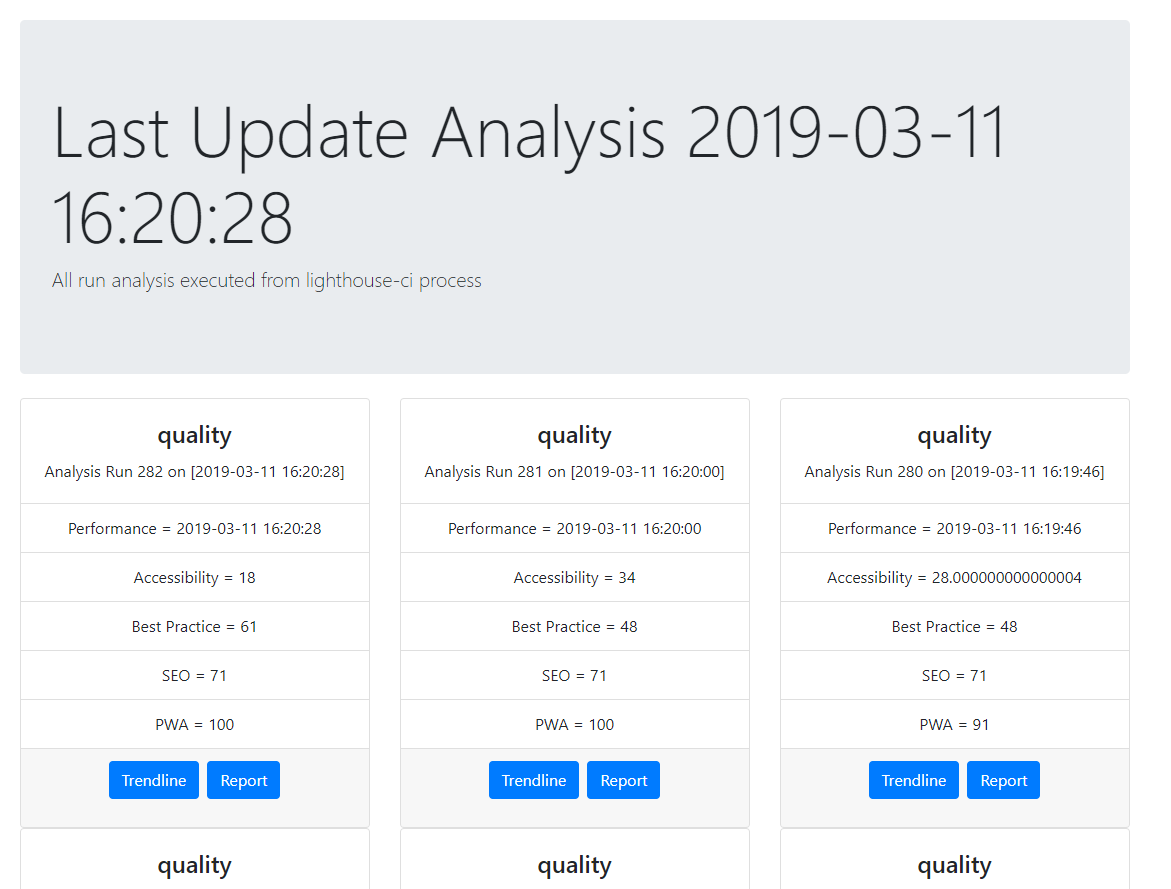 Last Update Analysis 2019-03-11
16:20:28
All run analysis executed from lighthouse-ci process
quality
Analysis Run 282 on [2019-03-11 16:20:28]
Performance = 2019-03-11 16:20:28
Accessibility = 18
Best Practice = 61
SEO = 71
PWA = 100
Trendline
Report
quality
Analysis Run 281 on [2019-03-11 16:20:00]
Performance = 2019-03-11 16:20:00
Accessibility = 34
Best Practice = 48
SEO = 71
PWA = 100
Trendline
Report
quality
Analysis Run 280 on [2019-03-11 16:19:46]
Performance = 2019-03-11 16:19:46
Accessibility = 28.000000000000004
Best Practice = 48
SEO = 71
PWA = 91
Trendline
Report
quality
quality
quality